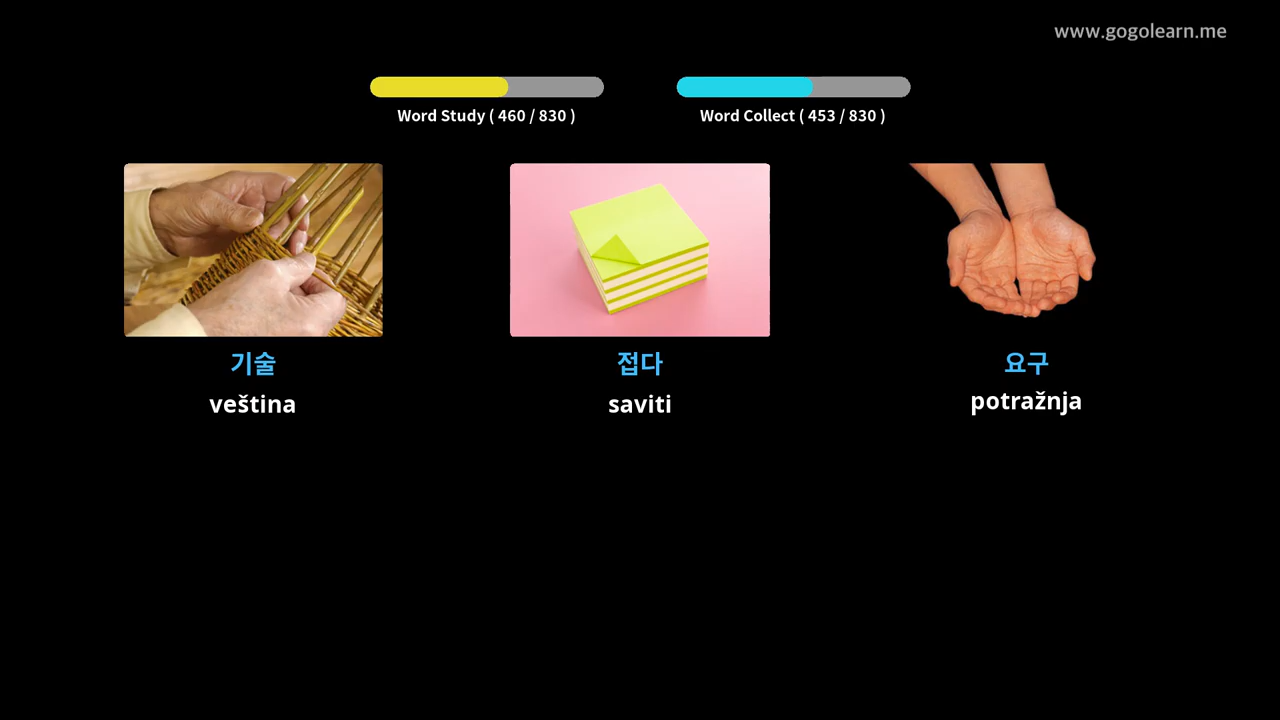 www.gogolearn.me
Word Study ( 460 / 830 )
Word Collect ( 453 / 830 )
기술
접다
요구
veština
saviti
potražnja